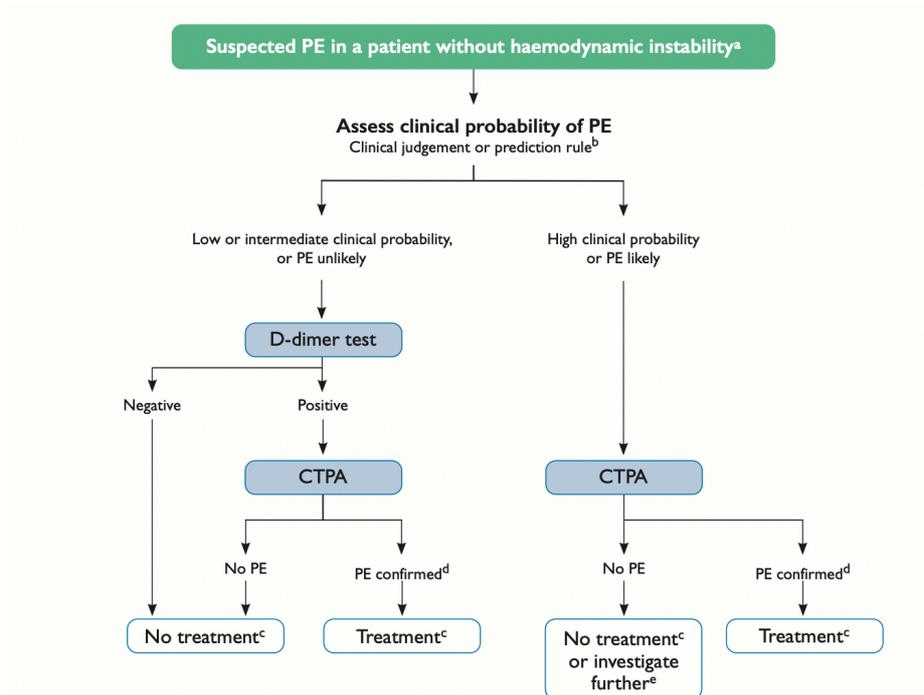 Suspected PE in a patient without haemodynamic instabilityᵃ
Assess clinical probability of PE
Clinical judgement or prediction ruleᵇ
Low or intermediate clinical probability,
or PE unlikely
High clinical probability
or PE likely
D-dimer test
Negative
Positive
CTPA
CTPA
No PE
PE confirmedᵈ
No PE
PE confirmedᵈ
No treatmentᶜ
Treatmentᶜ
No treatmentᶜ
or investigate
furtherᵉ
Treatmentᶜ